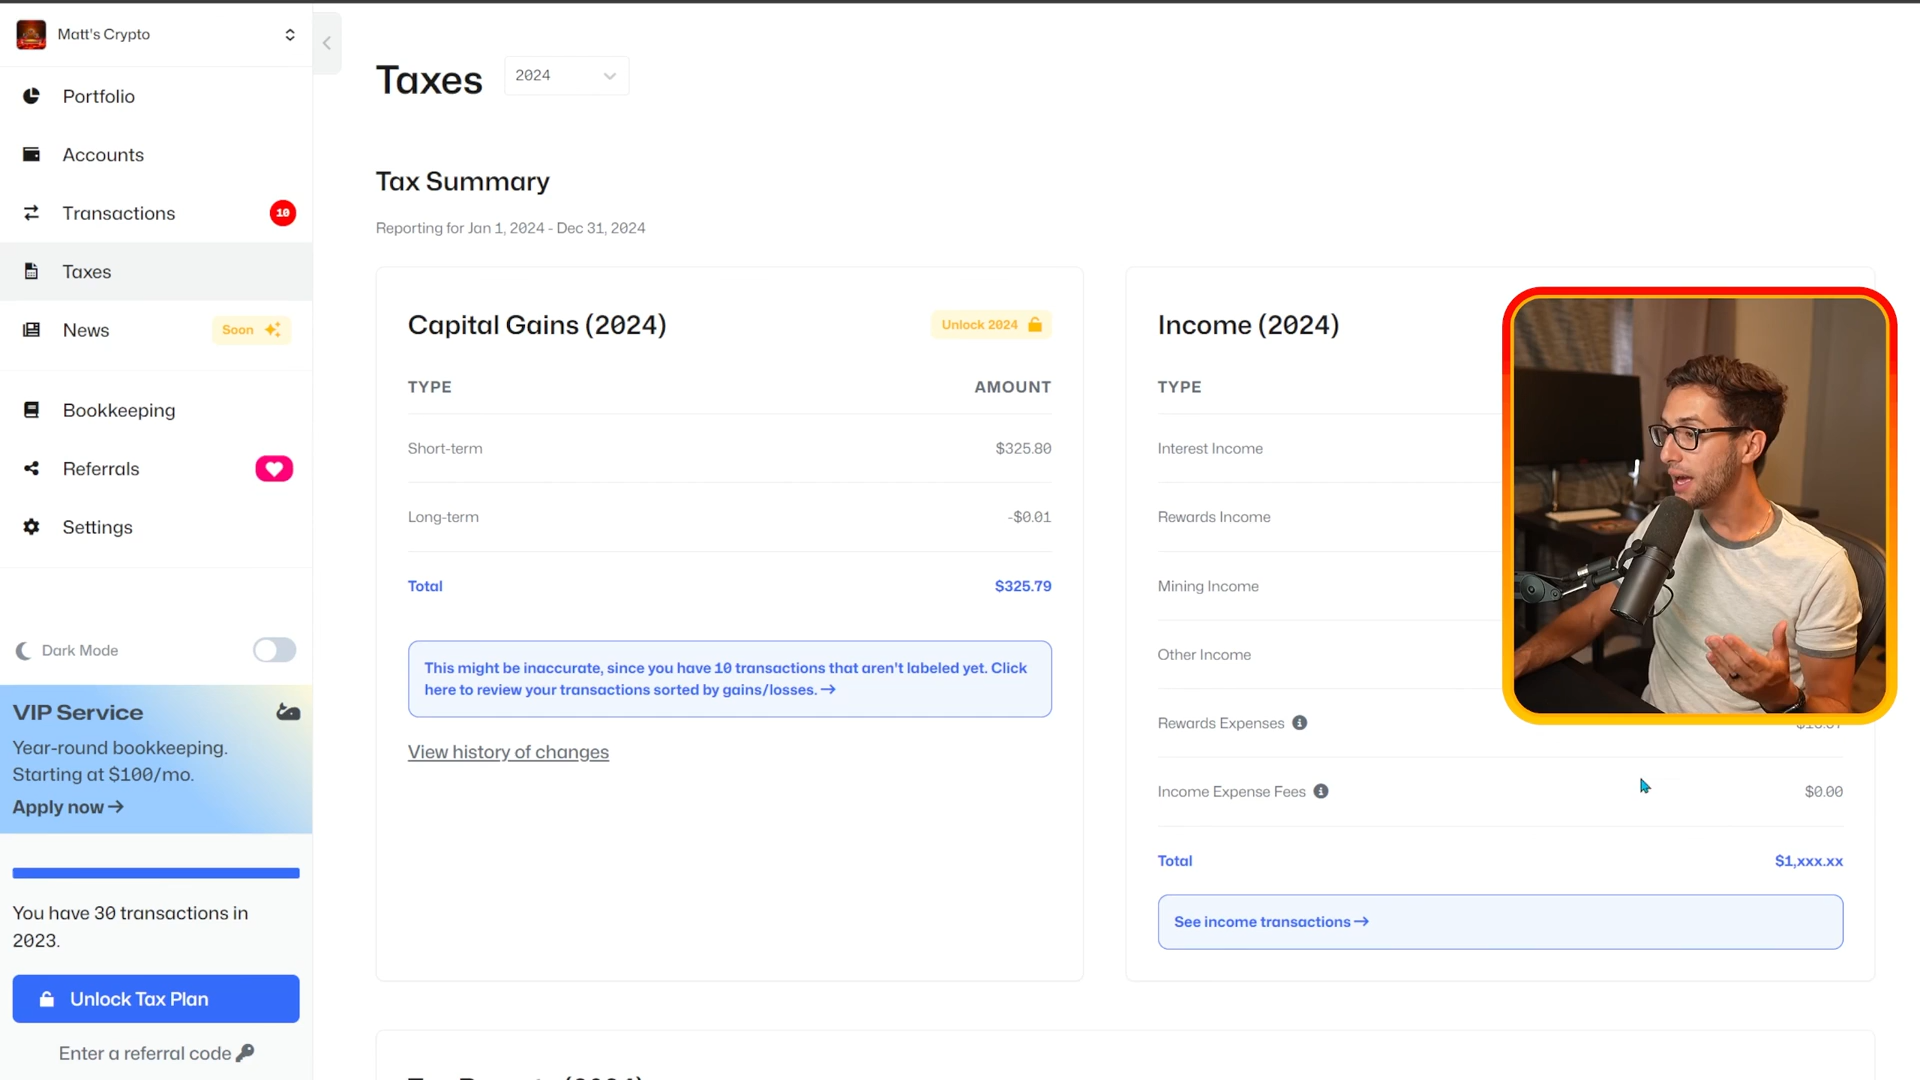 Matt's Crypto
Portfolio
Accounts
Transactions
10
Taxes
News
Soon
Bookkeeping
Referrals
Settings
Dark Mode
VIP Service
Year-round bookkeeping.
Starting at $100/mo.
Apply now →
You have 30 transactions in
2023.
Unlock Tax Plan
Enter a referral code
Taxes
2024
Tax Summary
Reporting for Jan 1, 2024 - Dec 31, 2024
Capital Gains (2024)
Unlock 2024
TYPE AMOUNT
Short-term $325.80
Long-term -$0.01
Total $325.79
This might be inaccurate, since you have 10 transactions that aren't labeled yet. Click
here to review your transactions sorted by gains/losses. →
View history of changes
Income (2024)
TYPE
Interest Income
Rewards Income
Mining Income
Other Income
Rewards Expenses
Income Expense Fees $0.00
Total $1,xxx.xx
See income transactions →